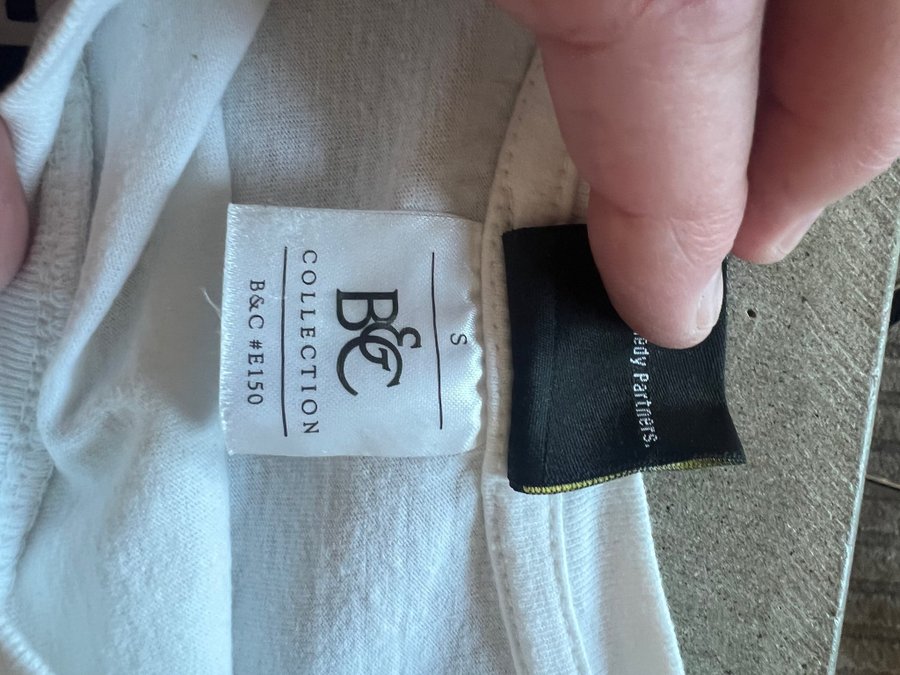 S
B&C
COLLECTION
B&C #E150
Partners.